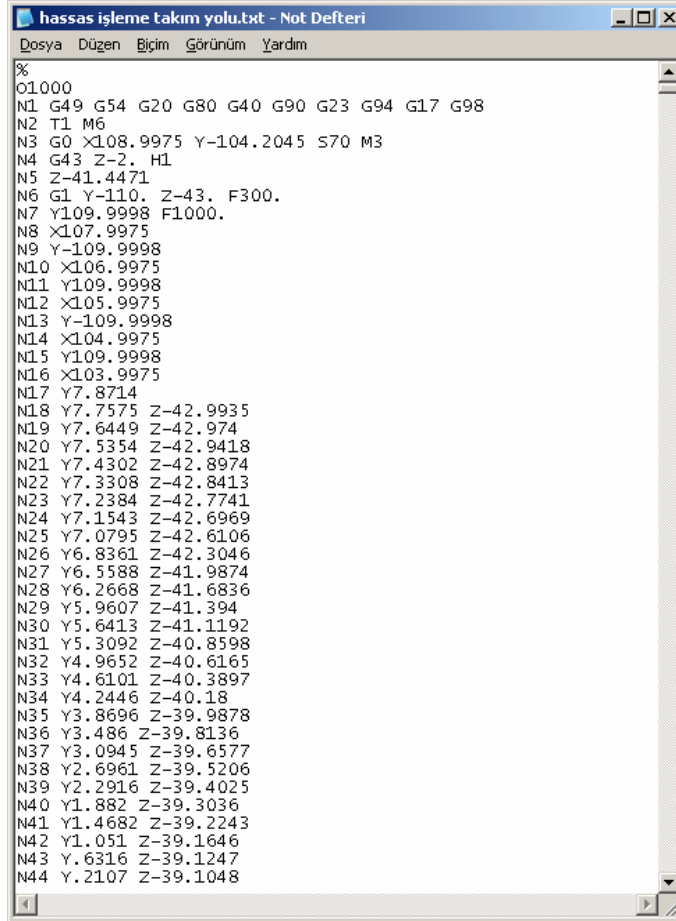 hassas işleme takım yolu.txt - Not Defteri
Dosya Düzen Biçim Görünüm Yardım
%
O1000
N1 G49 G54 G20 G80 G40 G90 G23 G94 G17 G98
N2 T1 M6
N3 G0 X108.9975 Y-104.2045 S70 M3
N4 G43 Z-2. H1
N5 Z-41.4471
N6 G1 Y-110. Z-43. F300.
N7 Y109.9998 F1000.
N8 X107.9975
N9 Y-109.9998
N10 X106.9975
N11 Y109.9998
N12 X105.9975
N13 Y-109.9998
N14 X104.9975
N15 Y109.9998
N16 X103.9975
N17 Y7.8714
N18 Y7.7575 Z-42.9935
N19 Y7.6449 Z-42.974
N20 Y7.5354 Z-42.9418
N21 Y7.4302 Z-42.8974
N22 Y7.3308 Z-42.8413
N23 Y7.2384 Z-42.7741
N24 Y7.1543 Z-42.6969
N25 Y7.0795 Z-42.6106
N26 Y6.8361 Z-42.3046
N27 Y6.5588 Z-41.9874
N28 Y6.2668 Z-41.6836
N29 Y5.9607 Z-41.394
N30 Y5.6413 Z-41.1192
N31 Y5.3092 Z-40.8598
N32 Y4.9652 Z-40.6165
N33 Y4.6101 Z-40.3897
N34 Y4.2446 Z-40.18
N35 Y3.8696 Z-39.9878
N36 Y3.486 Z-39.8136
N37 Y3.0945 Z-39.6577
N38 Y2.6961 Z-39.5206
N39 Y2.2916 Z-39.4025
N40 Y1.882 Z-39.3036
N41 Y1.4682 Z-39.2243
N42 Y1.051 Z-39.1646
N43 Y.6316 Z-39.1247
N44 Y.2107 Z-39.1048